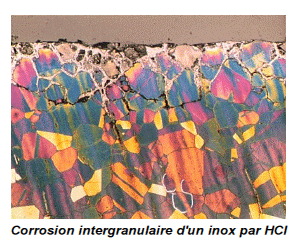 Corrosion intergranulaire d'un inox par HCl